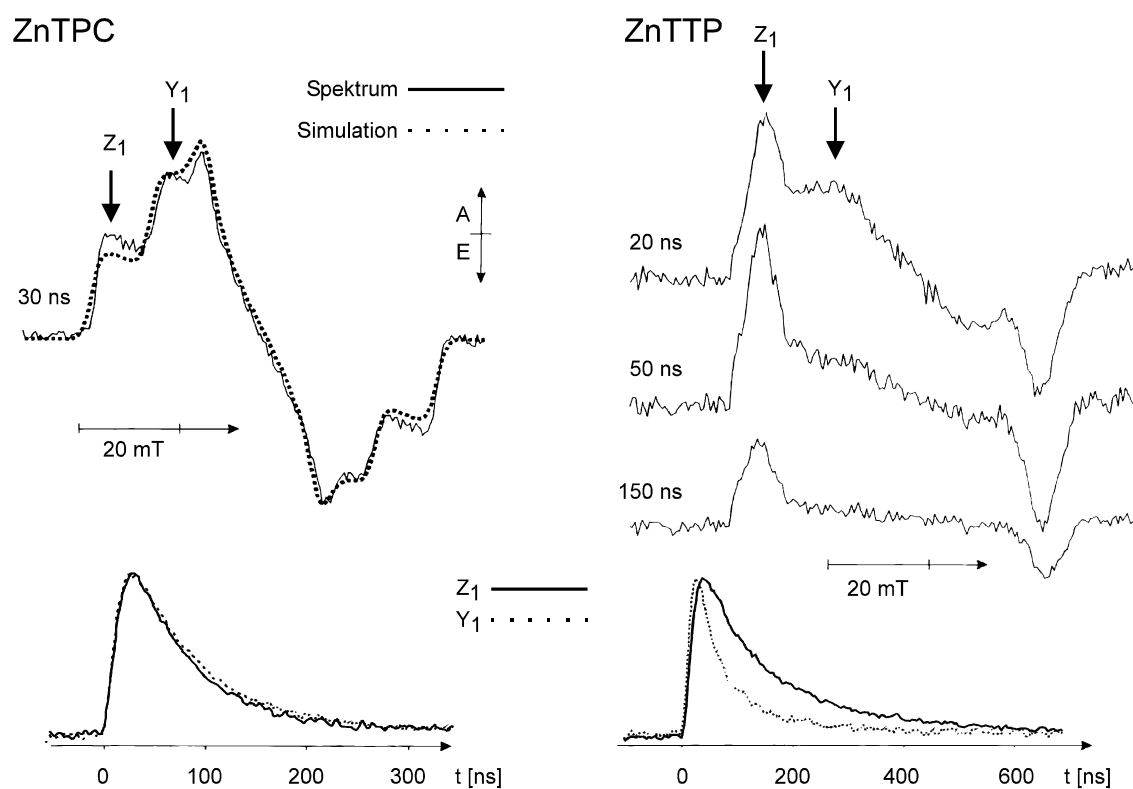 ZnTPC
ZnTTP
Z1
Y1
Spektrum
Simulation
Z1
Y1
A
E
30 ns
20 mT
20 ns
50 ns
150 ns
20 mT
Z1
Y1
0 100 200 300 t [ns]
0 200 400 600 t [ns]